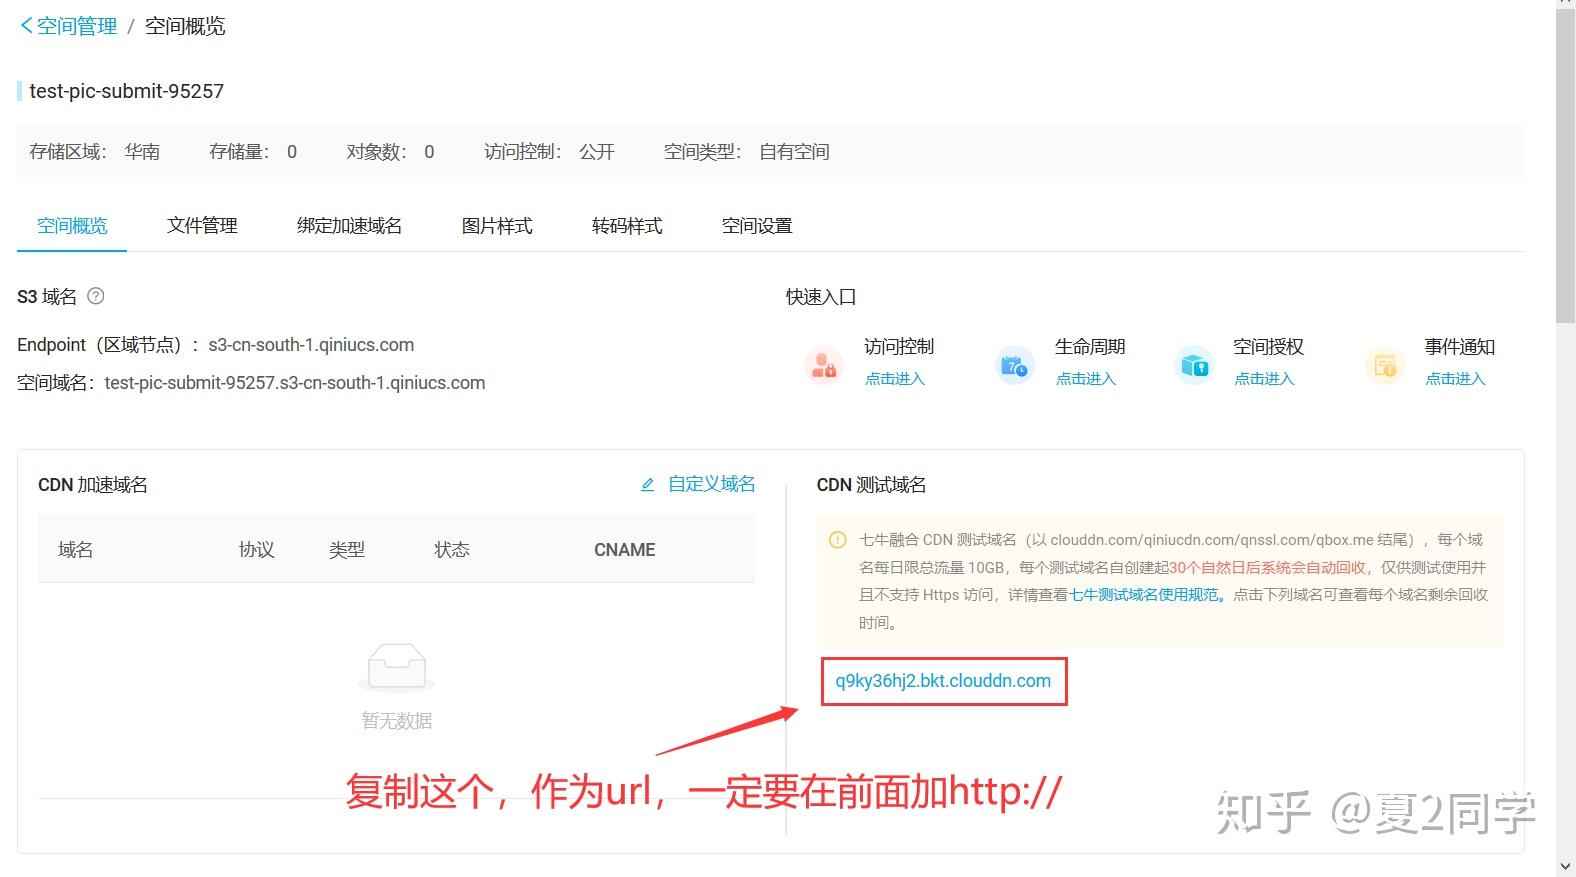 空间管理 / 空间概览
test-pic-submit-95257
存储区域： 华南 存储量： 0 对象数： 0 访问控制： 公开 空间类型： 自有空间
空间概览 文件管理 绑定加速域名 图片样式 转码样式 空间设置
S3 域名 ?
快速入口
Endpoint（区域节点）：s3-cn-south-1.qiniucs.com
空间域名：test-pic-submit-95257.s3-cn-south-1.qiniucs.com
访问控制 生命周期 空间授权 事件通知
点击进入 点击进入 点击进入 点击进入
CDN 加速域名 自定义域名
域名 协议 类型 状态 CNAME
暂无数据
CDN 测试域名
七牛融合 CDN 测试域名（以 clouddn.com/qiniucdn.com/qnssl.com/qbox.me 结尾），每个域
名每日限总流量 10GB，每个测试域名自创建起30个自然日后系统会自动回收，仅供测试使用并
且不支持 Https 访问，详情查看七牛测试域名使用规范。点击下列域名可查看每个域名剩余回收
时间。
q9ky36hj2.bkt.clouddn.com
复制这个，作为url，一定要在前面加http://
知乎 @夏2同学